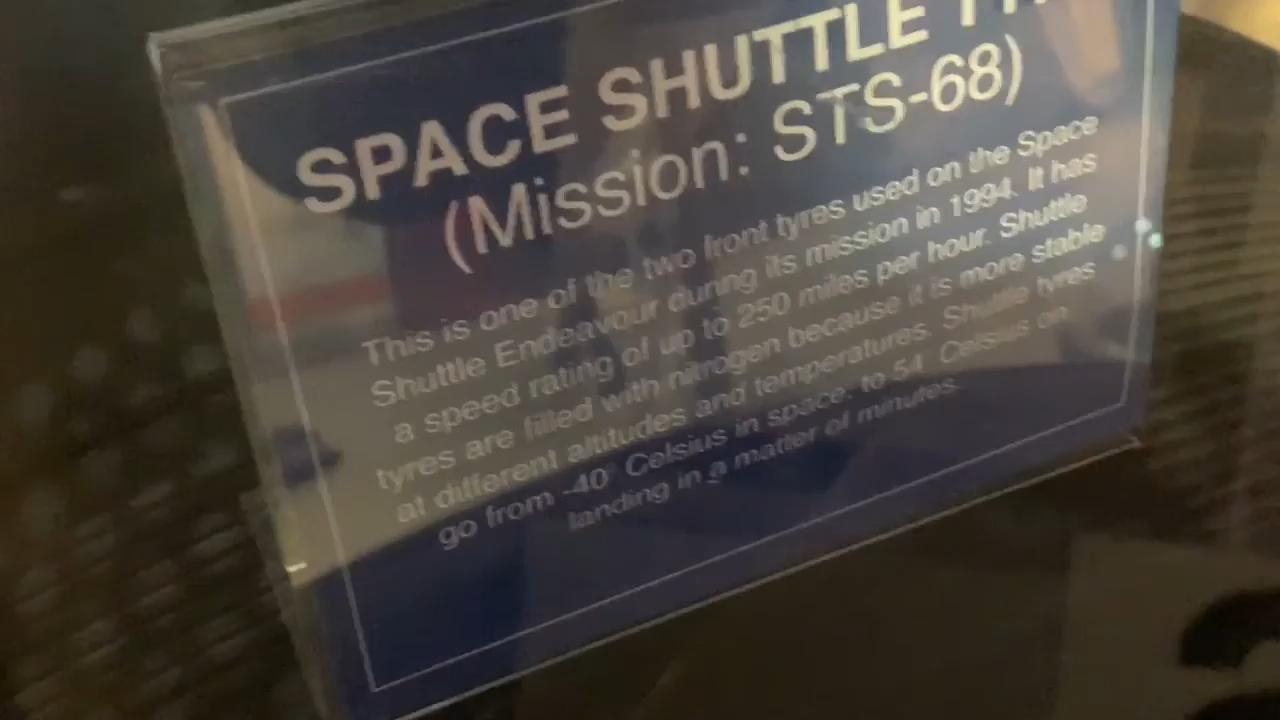 SPACE SHUTTLE
(Mission: STS-68)
This is one of the two front tyres used on the Space
Shuttle Endeavour during its mission in 1994. It has
a speed rating of up to 250 miles per hour. Shuttle
tyres are filled with nitrogen because it is more stable
at different altitudes and temperatures. Shuttle tyres
go from -40° Celsius in space, to 54° Celsius on
landing in a matter of minutes.